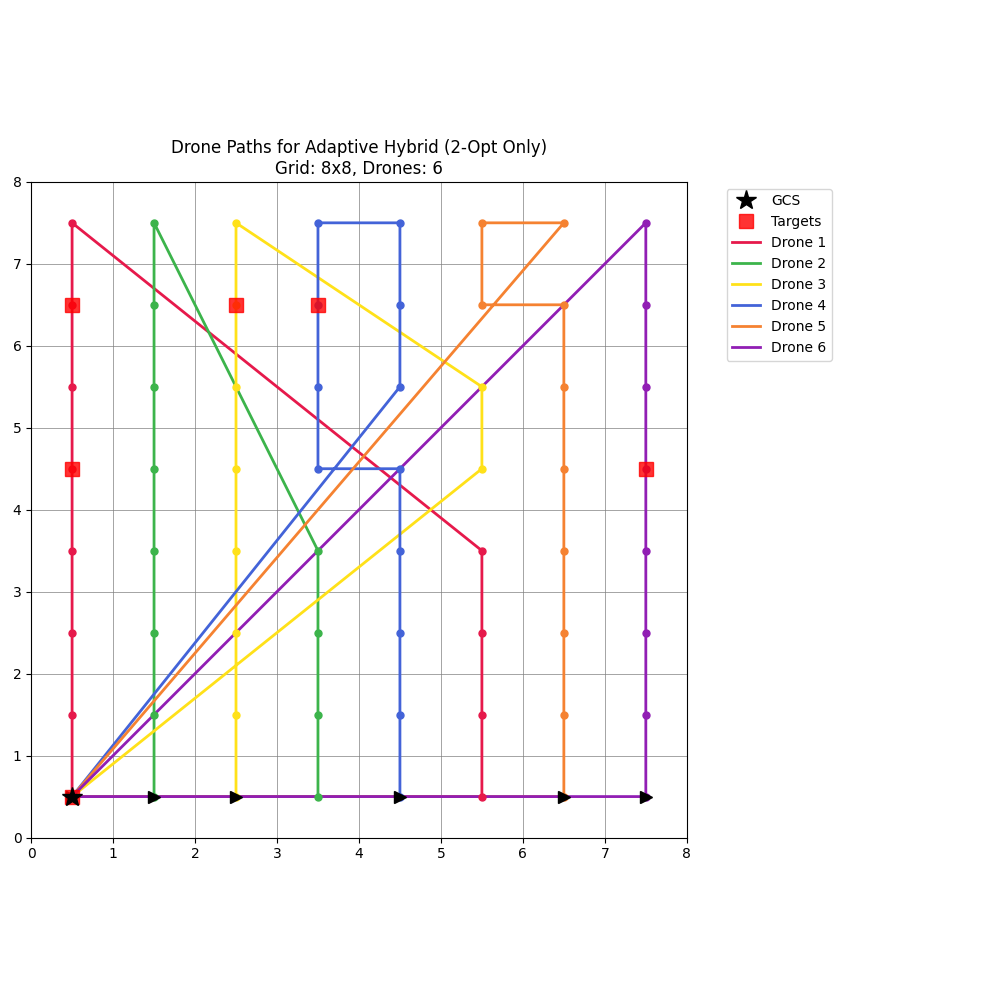 Drone Paths for Adaptive Hybrid (2-Opt Only)
Grid: 8x8, Drones: 6
8
7
6
5
4
3
2
1
0
0 1 2 3 4 5 6 7 8
GCS
Targets
Drone 1
Drone 2
Drone 3
Drone 4
Drone 5
Drone 6